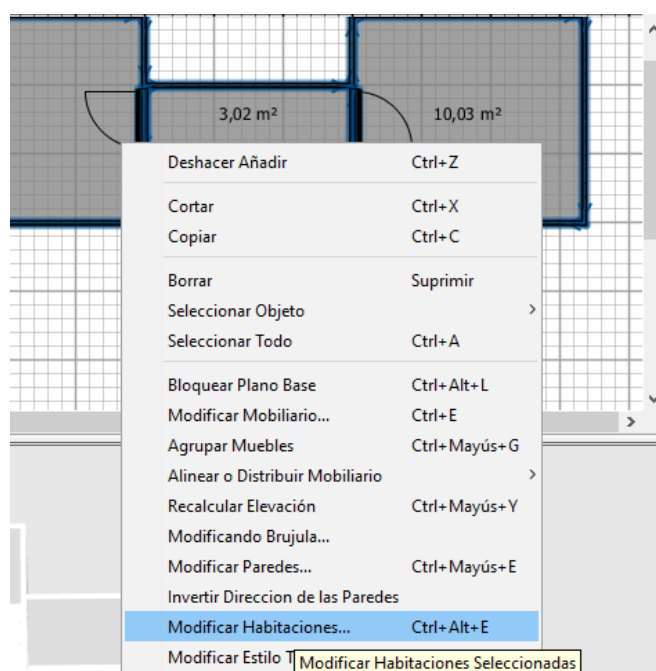 3,02 m² 10,03 m²
Deshacer Añadir Ctrl+Z
Cortar Ctrl+X
Copiar Ctrl+C
Borrar Suprimir
Seleccionar Objeto
Seleccionar Todo Ctrl+A
Bloquear Plano Base Ctrl+Alt+L
Modificar Mobiliario... Ctrl+E
Agrupar Muebles Ctrl+Mayús+G
Alinear o Distribuir Mobiliario
Recalcular Elevación Ctrl+Mayús+Y
Modificando Brujula...
Modificar Paredes... Ctrl+Mayús+E
Invertir Direccion de las Paredes
Modificar Habitaciones... Ctrl+Alt+E
Modificar Estilo
Modificar Habitaciones Seleccionadas